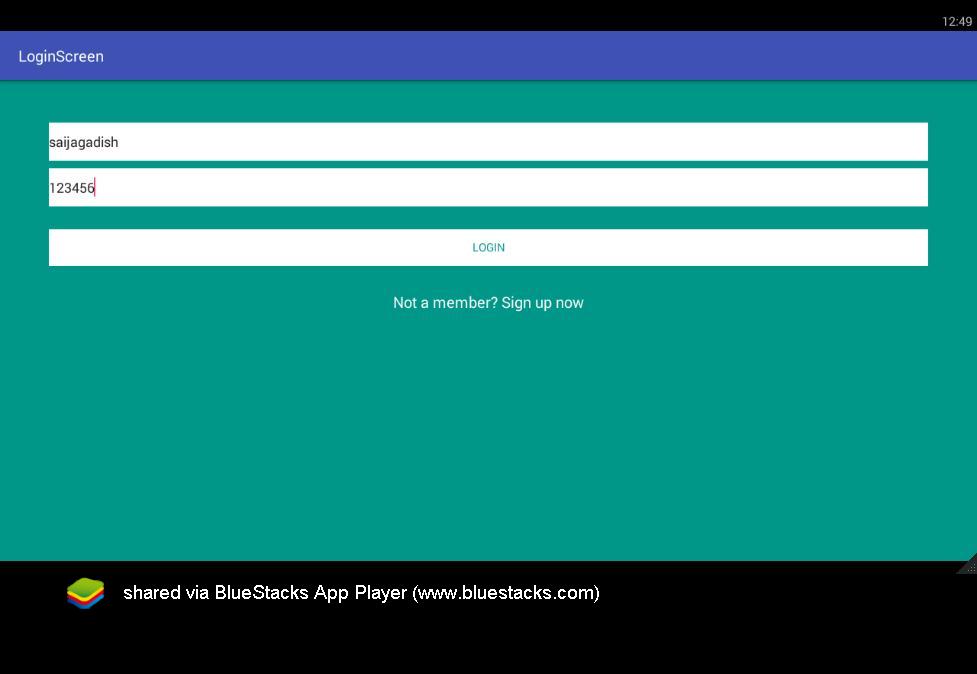 12:49
LoginScreen
saijagadish
123456
LOGIN
Not a member? Sign up now
shared via BlueStacks App Player (www.bluestacks.com)